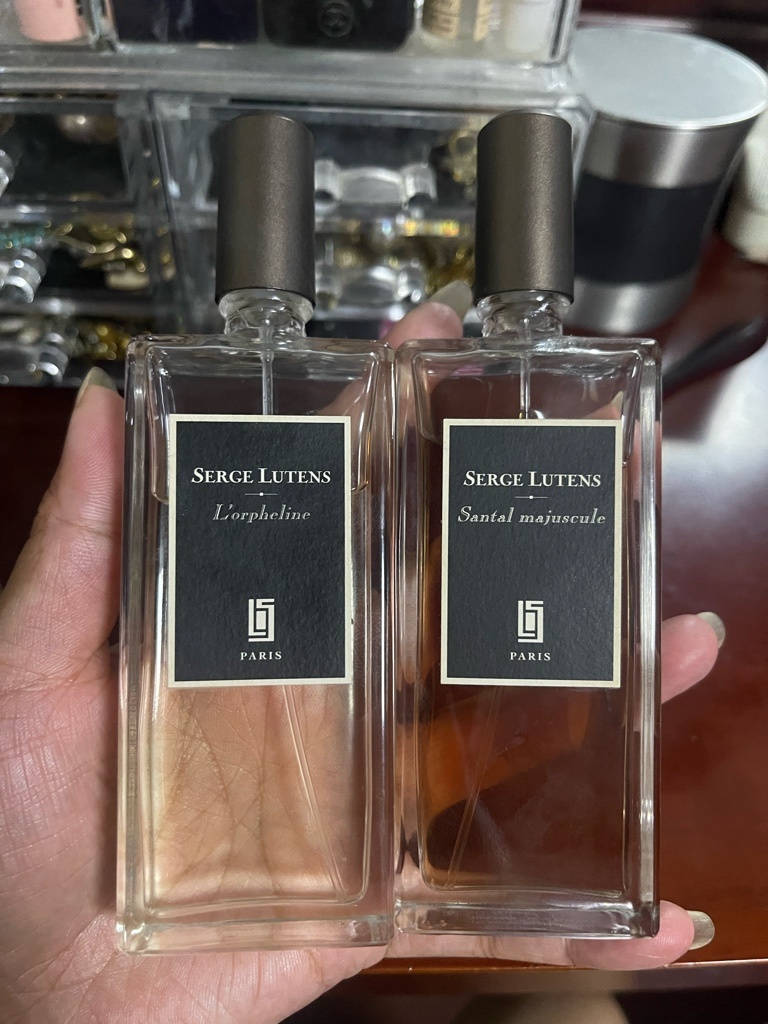 SERGE LUTENS
L'orpheline
PARIS
SERGE LUTENS
Santal majuscule
PARIS